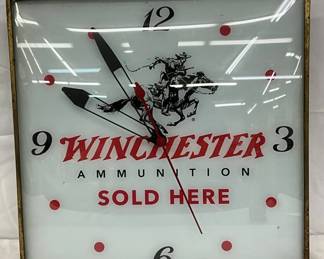 12
9 WINCHESTER 3
AMMUNITION
SOLD HERE
6